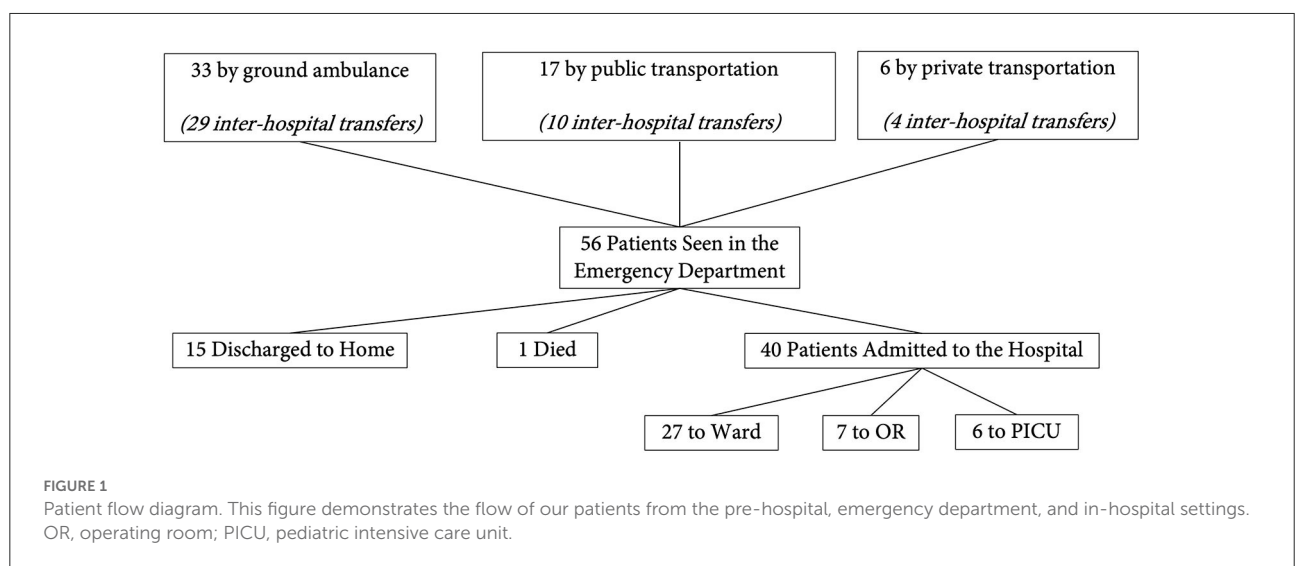 33 by ground ambulance
(29 inter-hospital transfers)
17 by public transportation
(10 inter-hospital transfers)
6 by private transportation
(4 inter-hospital transfers)
56 Patients Seen in the
Emergency Department
15 Discharged to Home
1 Died
40 Patients Admitted to the Hospital
27 to Ward
7 to OR
6 to PICU
FIGURE 1
Patient flow diagram. This figure demonstrates the flow of our patients from the pre-hospital, emergency department, and in-hospital settings.
OR, operating room; PICU, pediatric intensive care unit.